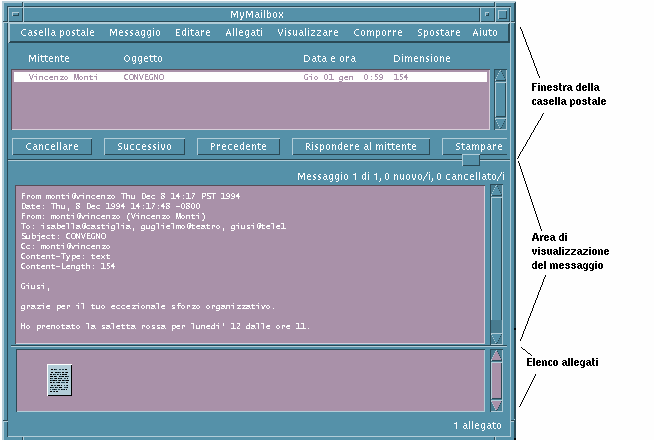 MyMailbox
Casella postale Messaggio Editare Allegati Visualizzare Comporre Spostare Aiuto
Mittente Oggetto Data e ora Dimensione
Vincenzo Monti CONVEGNO Gio 01 gen 0:59 154
Finestra della
casella postale
Cancellare Successivo Precedente Rispondere al mittente Stampare
Messaggio 1 di 1, 0 nuovo/i, 0 cancellato/i
From monti@vincenzo Thu Dec 8 14:17 PST 1994
Date: Thu, 8 Dec 1994 14:17:48 -0800
From: monti@vincenzo (Vincenzo Monti)
To: isabella@castiglia, guglielmo@teatro, giusi@tele1
Subject: CONVEGNO
Cc: monti@vincenzo
Content-Type: text
Content-Length: 154
Giusi,
grazie per il tuo eccezionale sforzo organizzativo.
Ho prenotato la saletta rossa per lunedi' 12 dalle ore 11.
Area di
visualizzazione
del messaggio
Elenco allegati
1 allegato